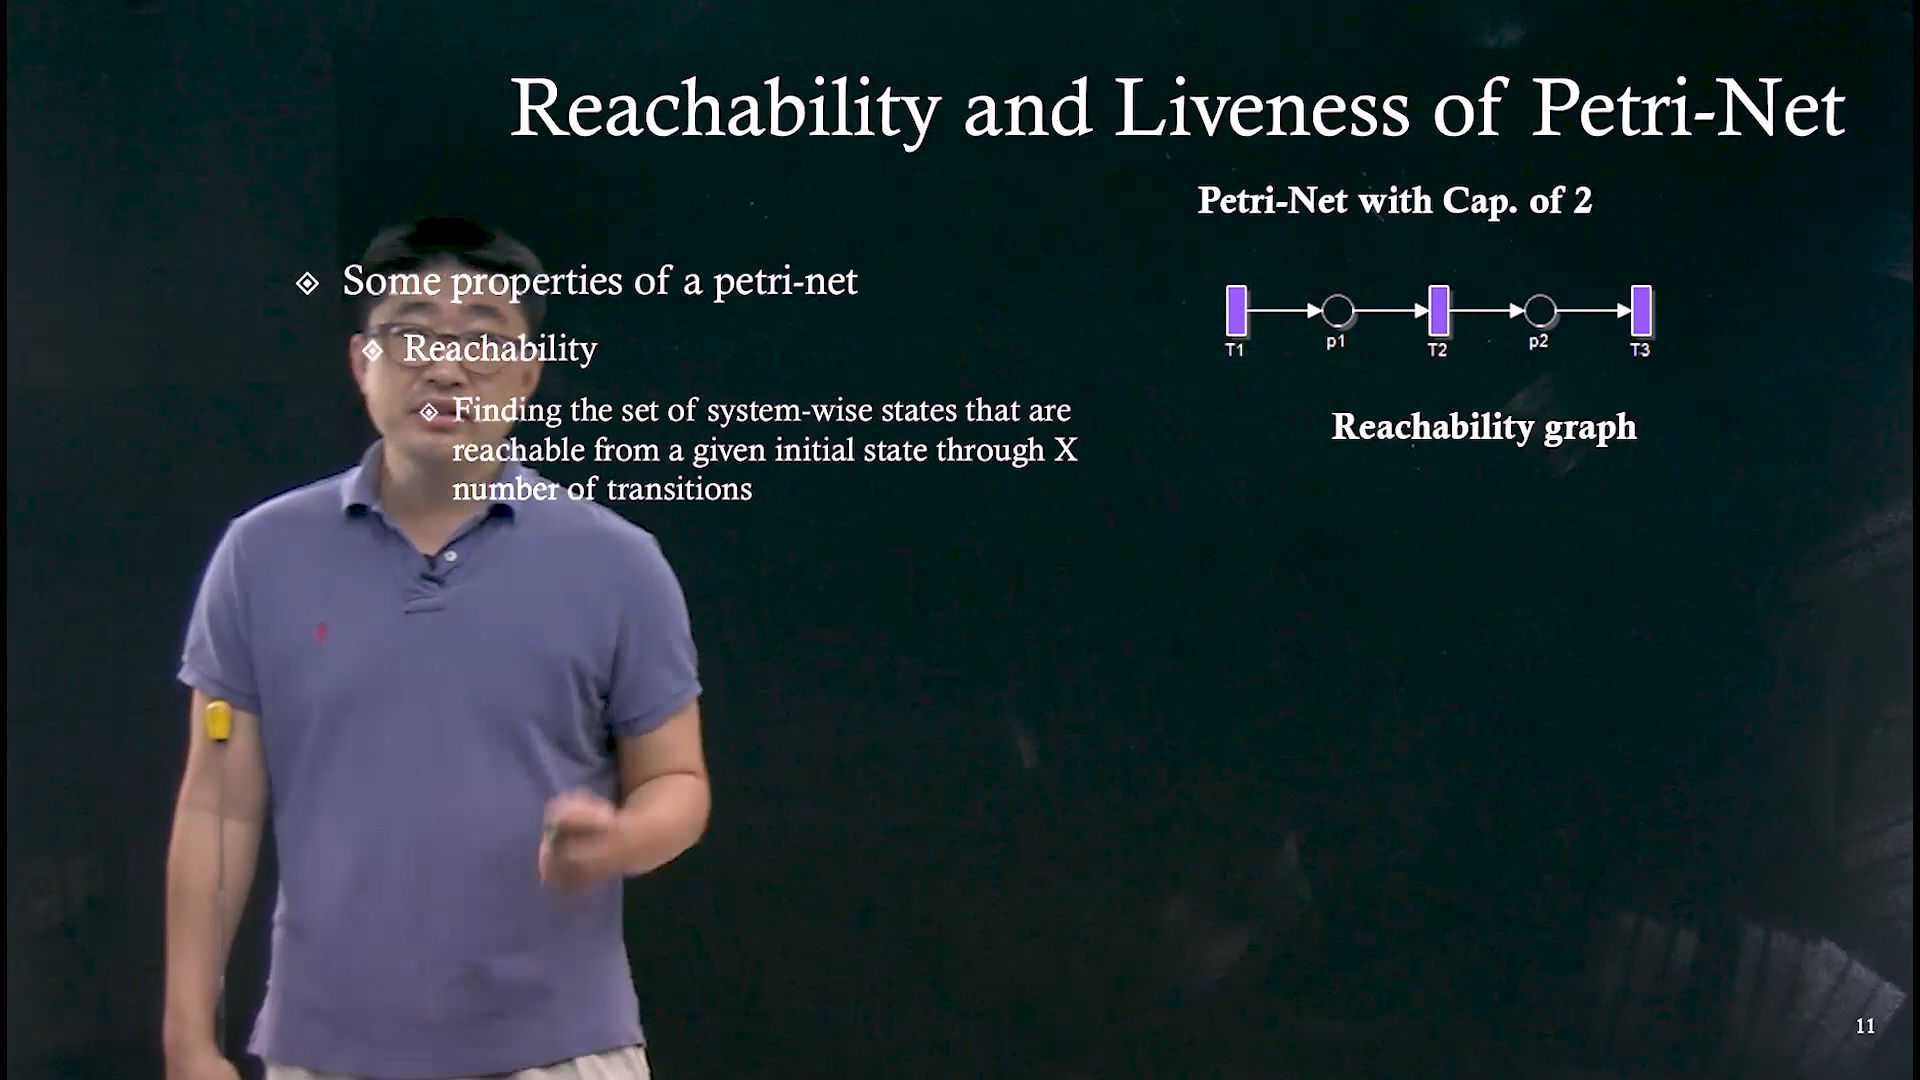 Reachability and Liveness of Petri-Net
Petri-Net with Cap. of 2
Some properties of a petri-net
Reachability
Finding the set of system-wise states that are
reachable from a given initial state through X
number of transitions
T1
p1
T2
p2
T3
Reachability graph
11